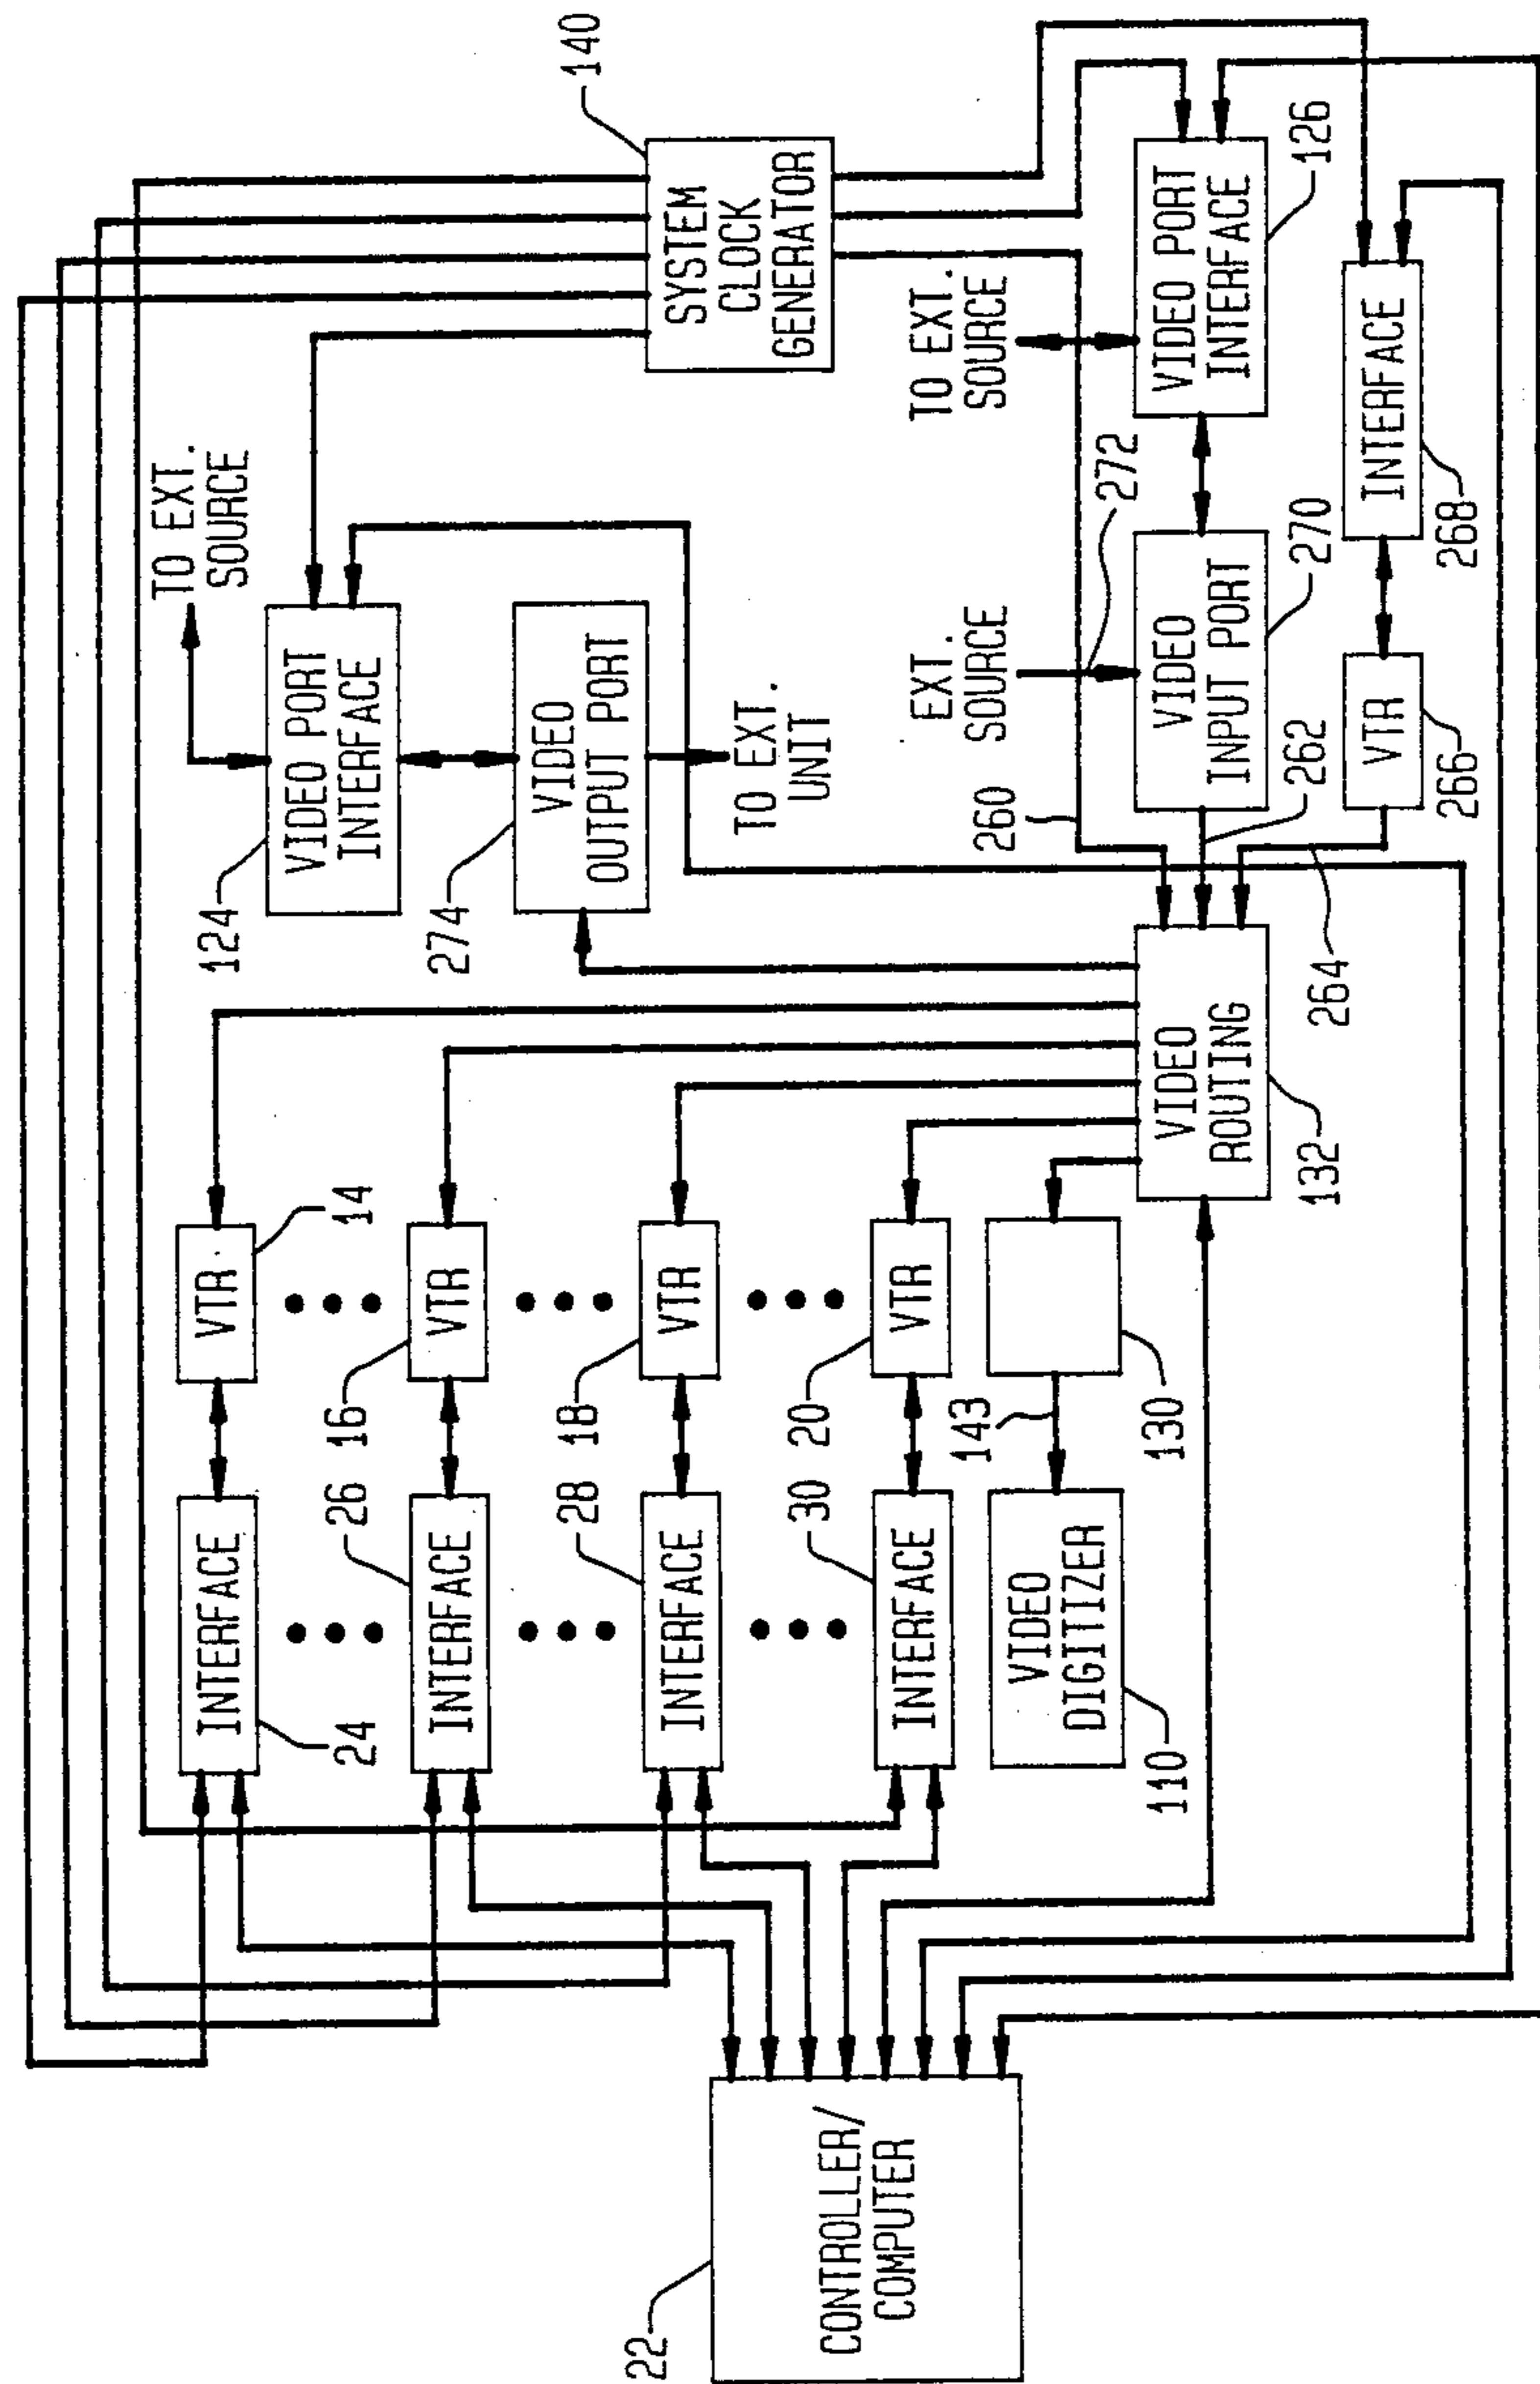 22
CONTROLLER/
COMPUTER
INTERFACE
24
INTERFACE
26
INTERFACE
28
INTERFACE
30
VIDEO
DIGITIZER
110
VTR
14
VTR
16
VTR
18
VTR
20
143
130
VIDEO
ROUTING
132
124
VIDEO PORT
INTERFACE
TO EXT.
SOURCE
274
VIDEO
OUTPUT PORT
TO EXT.
UNIT
SYSTEM
CLOCK
GENERATOR
140
260
262
264
EXT.
SOURCE
272
VIDEO
INPUT PORT
270
TO EXT.
SOURCE
VIDEO PORT
INTERFACE
126
VTR
266
INTERFACE
268